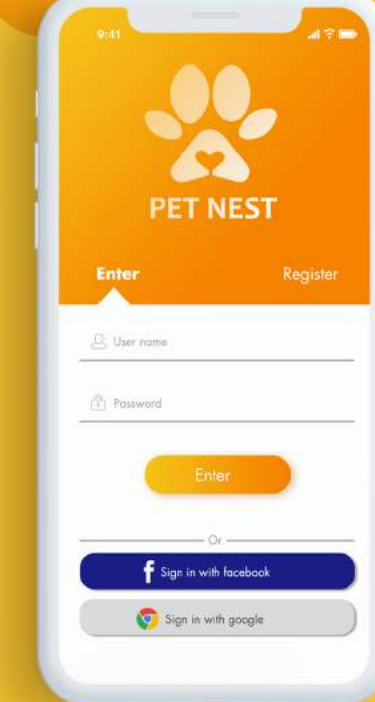 9:41
PET NEST
Enter Register
User name
Password
Enter
Or
Sign in with facebook
Sign in with google